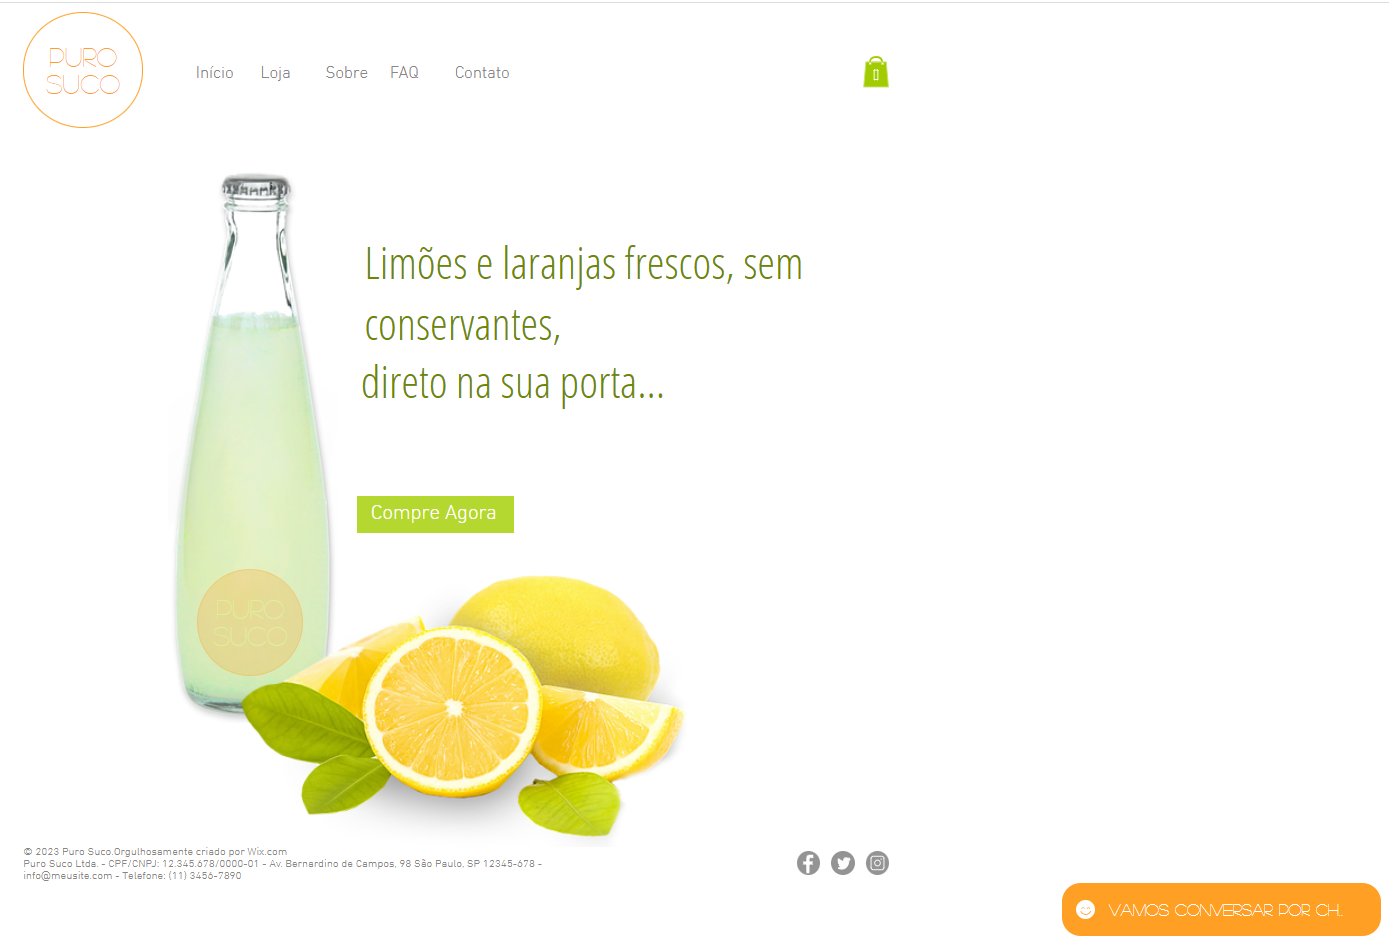 PURO
SUCO
Início Loja Sobre FAQ Contato
Limões e laranjas frescos, sem
conservantes,
direto na sua porta...
Compre Agora
PURO
SUCO
© 2023 Puro Suco.Orgulhosamente criado por Wix.com
Puro Suco Ltda. - CPF/CNPJ: 12.345.678/0000-01 - Av. Bernardino de Campos, 98 São Paulo, SP 12345-678 -
info@meusite.com - Telefone: (11) 3456-7890
VAMOS CONVERSAR POR CH...